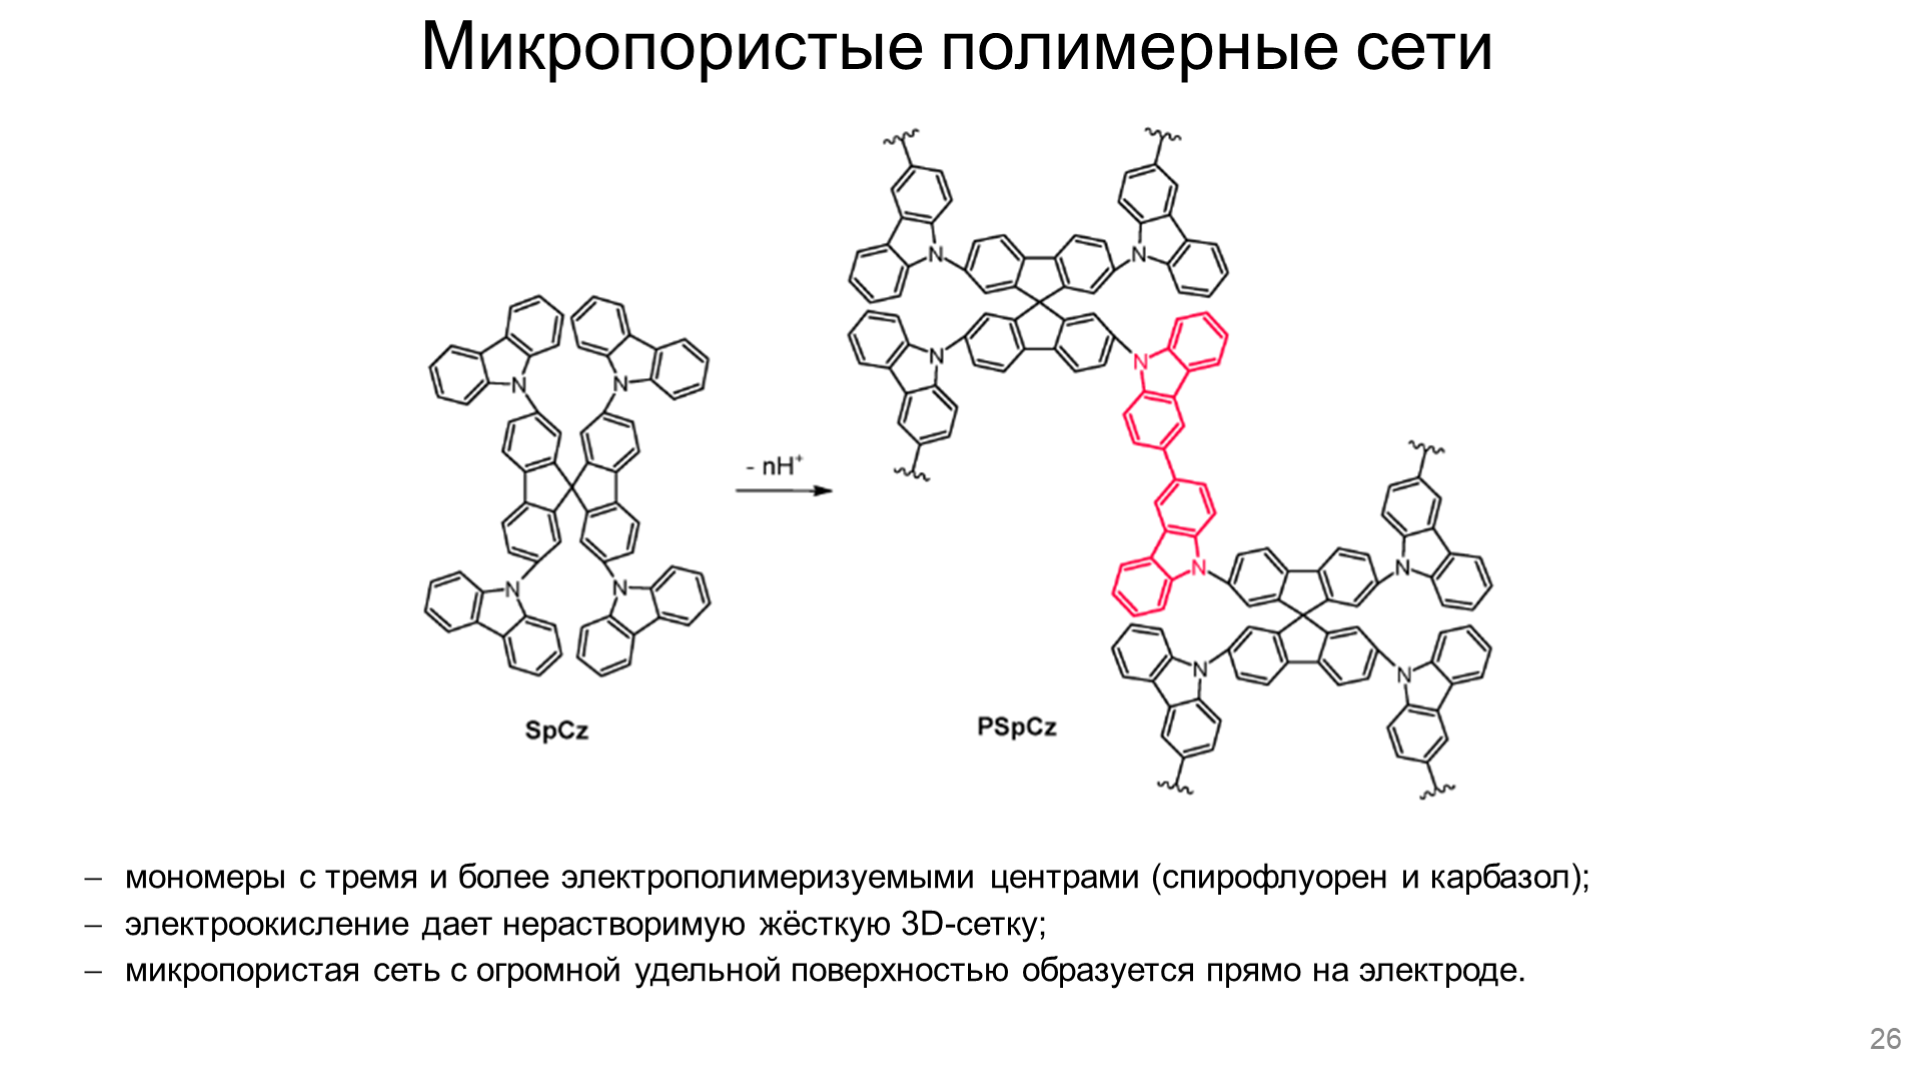 Микропористые полимерные сети
N
N
N
N
N
N
- nH⁺
N
N
N
N
N
N
N
N
SpCz
PSpCz
– мономеры с тремя и более электрополимеризуемыми центрами (спирофлуорен и карбазол);
– электроокисление дает нерастворимую жёсткую 3D-сетку;
– микропористая сеть с огромной удельной поверхностью образуется прямо на электроде.
26